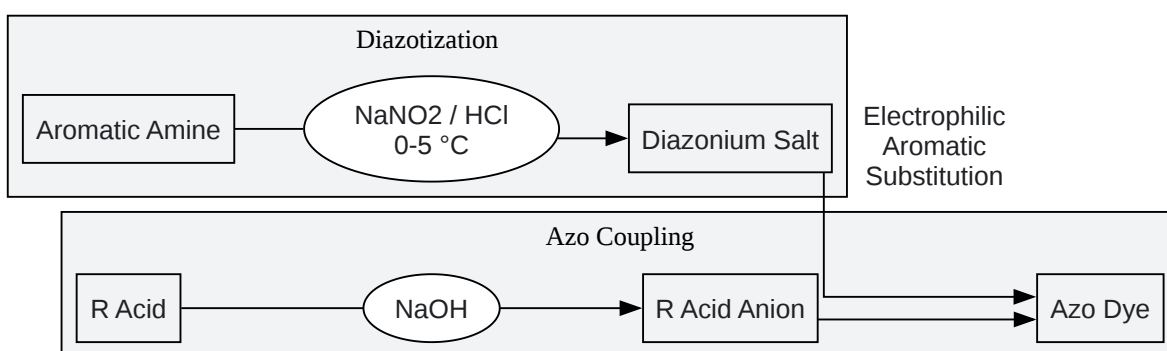 Diazotization
Aromatic Amine
NaNO2 / HCl
0-5 °C
Diazonium Salt
Electrophilic
Aromatic
Substitution
Azo Coupling
R Acid
NaOH
R Acid Anion
Azo Dye